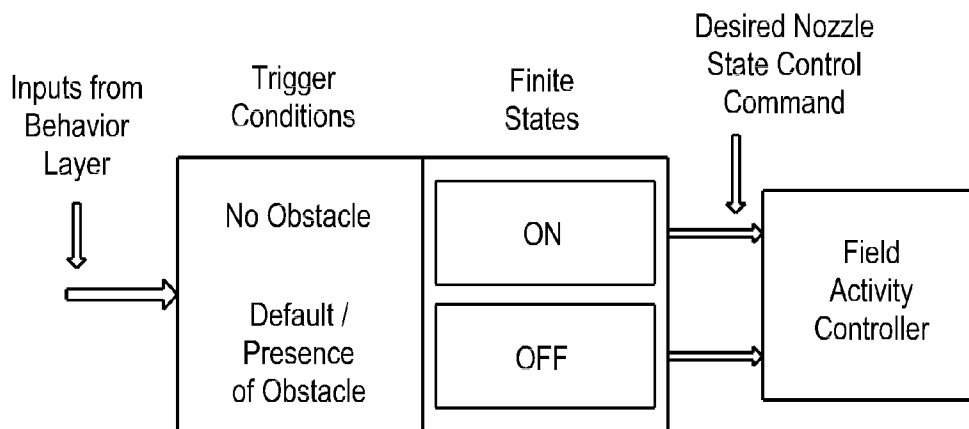 Inputs from
Behavior
Layer
Trigger
Conditions
Finite
States
Desired Nozzle
State Control
Command
No Obstacle
ON
Default /
Presence
of Obstacle
OFF
Field
Activity
Controller